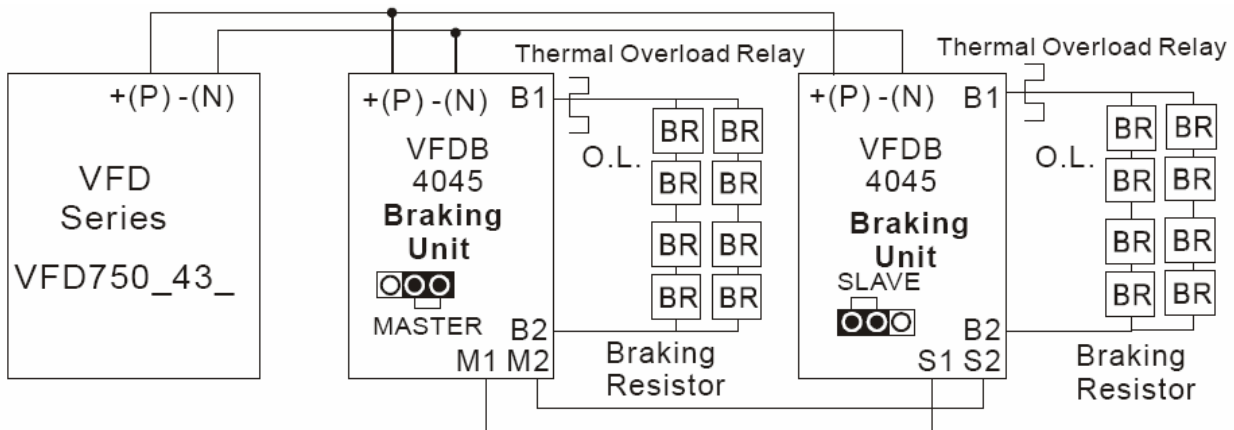 +(P) -(N)
VFD
Series
VFD750_43_
+(P) -(N) B1
VFDB
4045
Braking
Unit
MASTER
B2
M1 M2
Thermal Overload Relay
O.L.
BR BR
BR BR
BR BR
BR BR
Braking
Resistor
+(P) -(N) B1
VFDB
4045
Braking
Unit
SLAVE
B2
S1 S2
Thermal Overload Relay
O.L.
BR BR
BR BR
BR BR
BR BR
Braking
Resistor